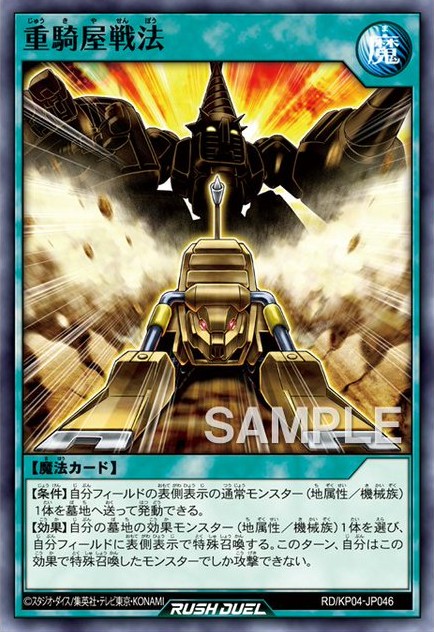 じゅう き や せん ぽう
重騎屋戦法
魔
SAMPLE
【魔法カード】
【条件】自分フィールドの表側表示の通常モンスター(地属性/機械族)
1体を墓地へ送って発動できる。
【効果】自分の墓地の効果モンスター(地属性/機械族)1体を選び、
自分フィールドに表側表示で特殊召喚する。このターン、自分はこの
効果で特殊召喚したモンスターでしか攻撃できない。
©スタジオ・ダイス/集英社・テレビ東京・KONAMI
RUSH DUEL
RD/KP04-JP046